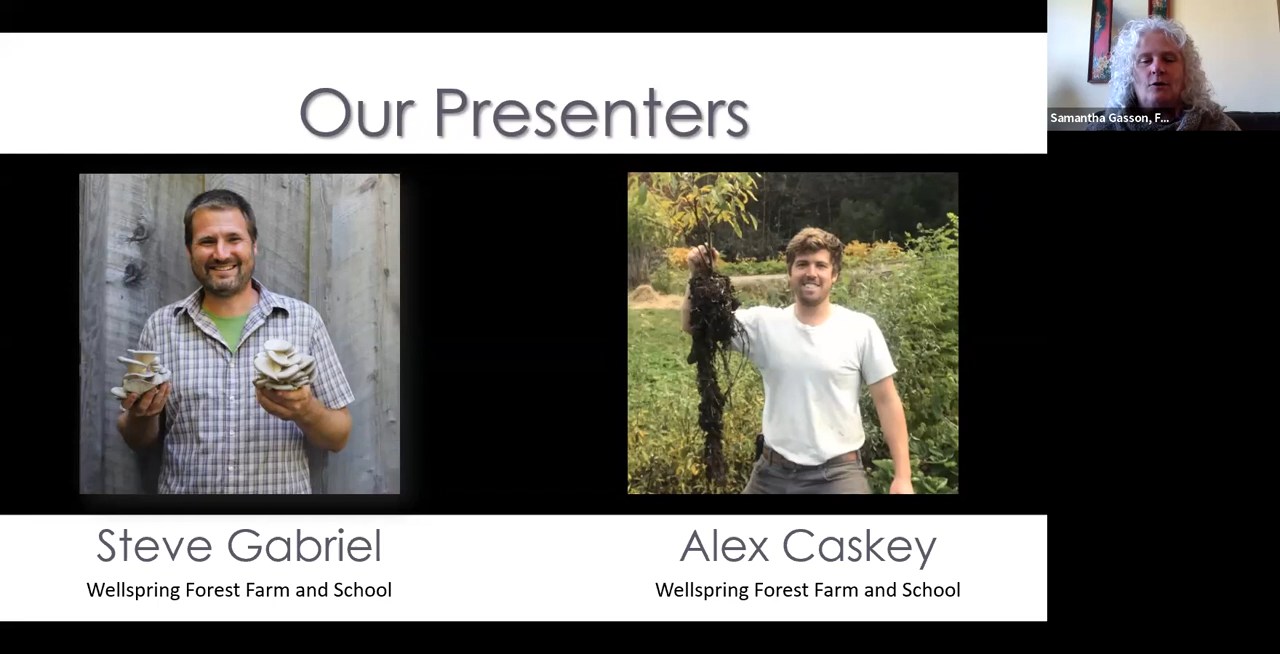 Our Presenters
Samantha Gasson, F...
Steve Gabriel
Wellspring Forest Farm and School
Alex Caskey
Wellspring Forest Farm and School